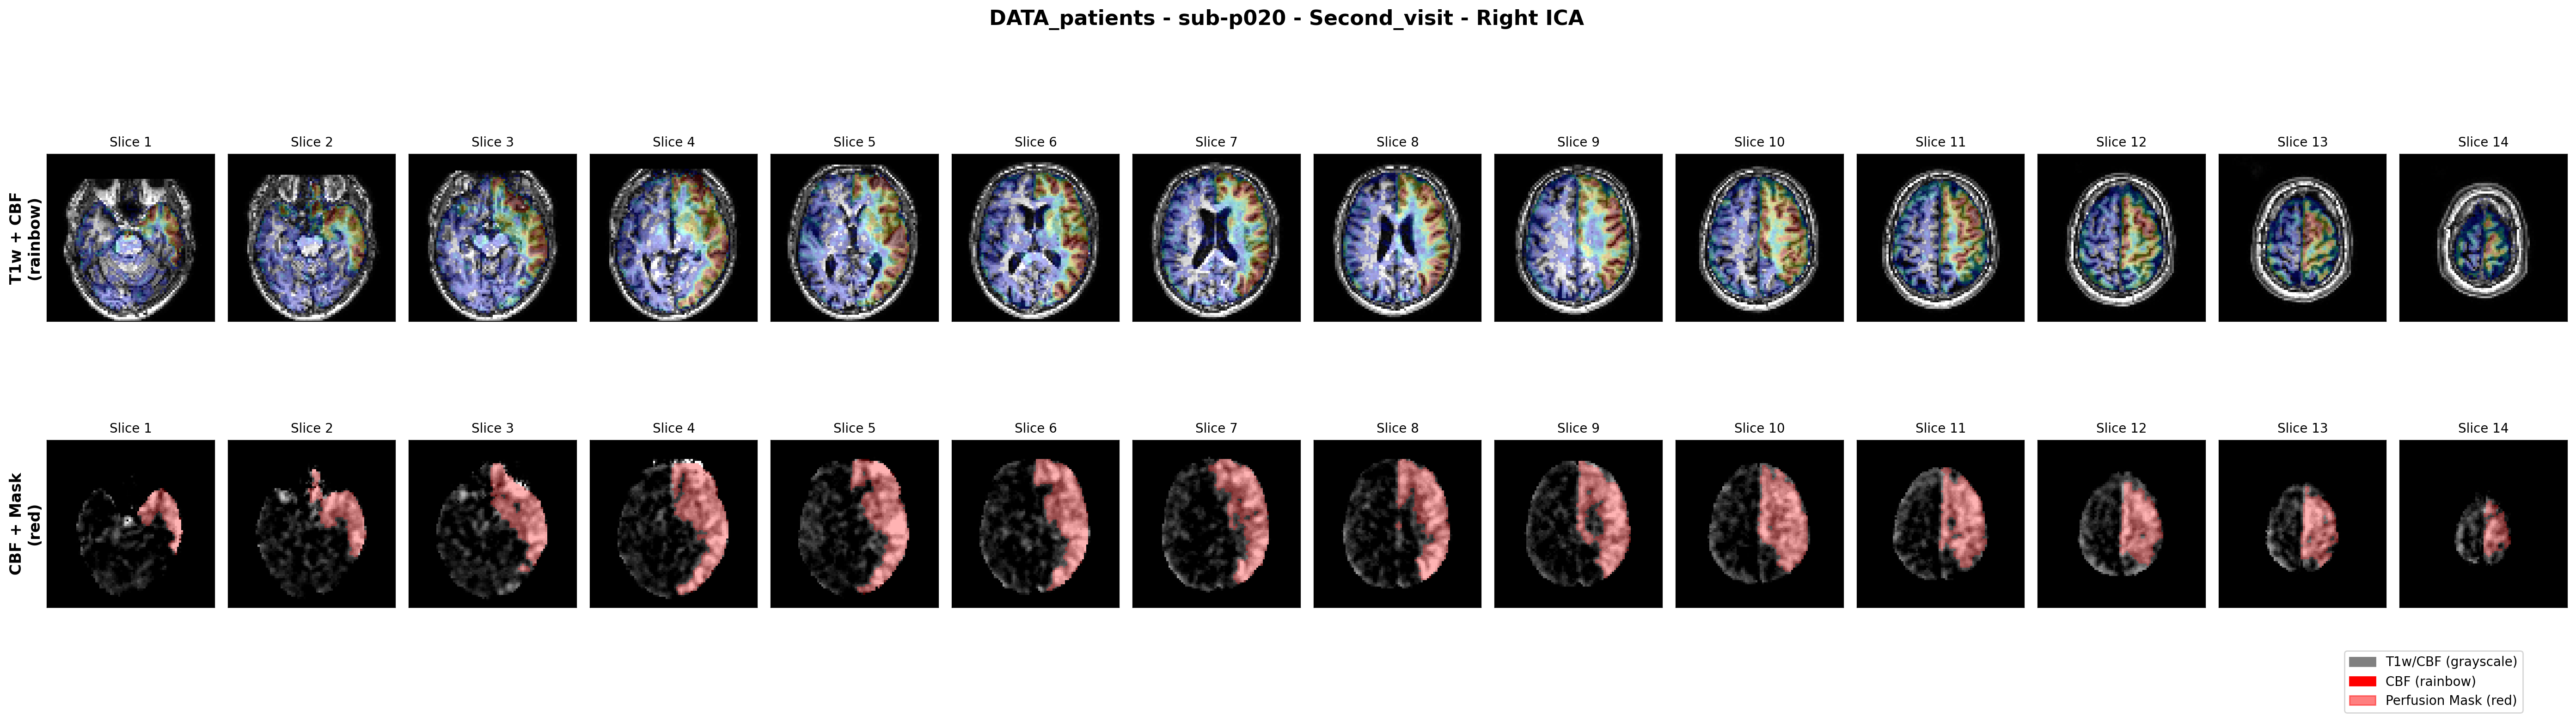 DATA_patients - sub-p020 - Second_visit - Right ICA
T1w + CBF
(rainbow)
Slice 1
Slice 2
Slice 3
Slice 4
Slice 5
Slice 6
Slice 7
Slice 8
Slice 9
Slice 10
Slice 11
Slice 12
Slice 13
Slice 14
CBF + Mask
(red)
Slice 1
Slice 2
Slice 3
Slice 4
Slice 5
Slice 6
Slice 7
Slice 8
Slice 9
Slice 10
Slice 11
Slice 12
Slice 13
Slice 14
T1w/CBF (grayscale)
CBF (rainbow)
Perfusion Mask (red)